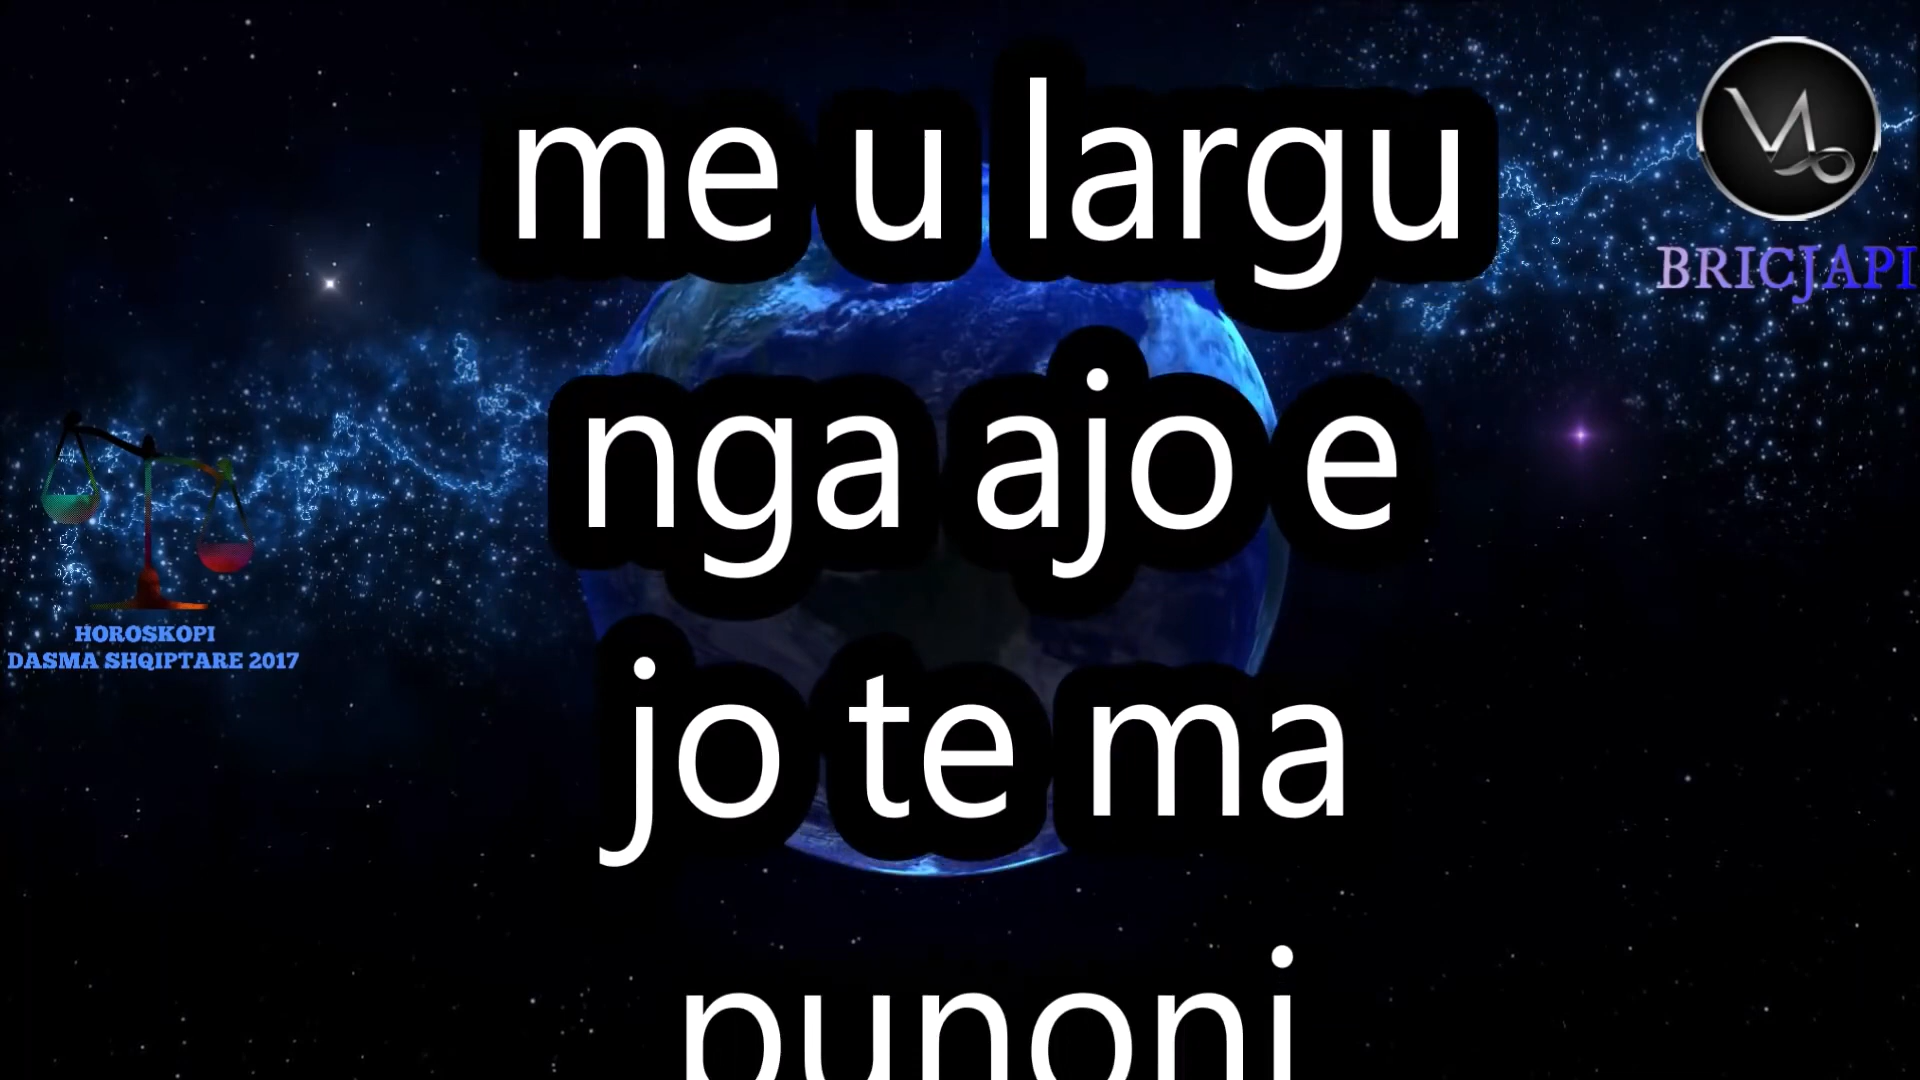 me u largu
nga ajo e
jo te ma
punoni
BRICJAPI
HOROSKOPI
DASMA SHQIPTARE 2017